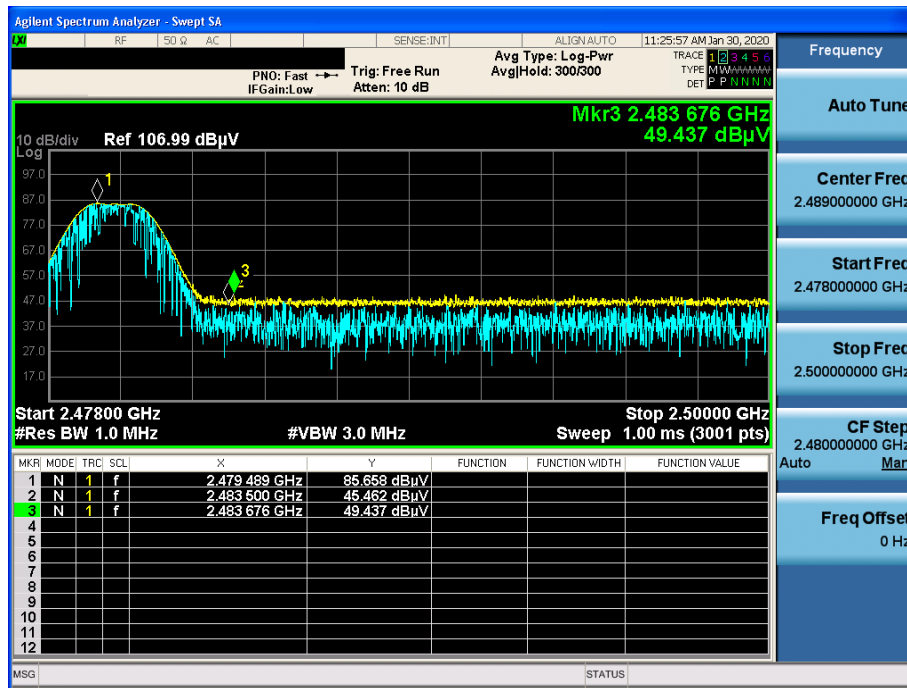 Agilent Spectrum Analyzer - Swept SA
LXI RF 50 Ω AC SENSE:INT ALIGN AUTO 11:25:57 AM Jan 30, 2020
PNO: Fast Trig: Free Run Avg Type: Log-Pwr TRACE 1 2 3 4 5 6
IFGain:Low Atten: 10 dB Avg|Hold: 300/300 TYPE M WWWWW
DET P P N N N N
Mkr3 2.483 676 GHz
49.437 dBµV
10 dB/div Ref 106.99 dBµV
Log
97.0
87.0
77.0
67.0
57.0
47.0
37.0
27.0
17.0
1
3
Start 2.47800 GHz Stop 2.50000 GHz
#Res BW 1.0 MHz #VBW 3.0 MHz Sweep 1.00 ms (3001 pts)
MKR MODE TRC SCL X Y FUNCTION FUNCTION WIDTH FUNCTION VALUE
1 N 1 f 2.479 489 GHz 85.658 dBµV
2 N 1 f 2.483 500 GHz 45.462 dBµV
3 N 1 f 2.483 676 GHz 49.437 dBµV
4
5
6
7
8
9
10
11
12
MSG STATUS
Frequency
Auto Tune
Center Freq
2.489000000 GHz
Start Freq
2.478000000 GHz
Stop Freq
2.500000000 GHz
CF Step
2.480000000 GHz
Auto Man
Freq Offset
0 Hz